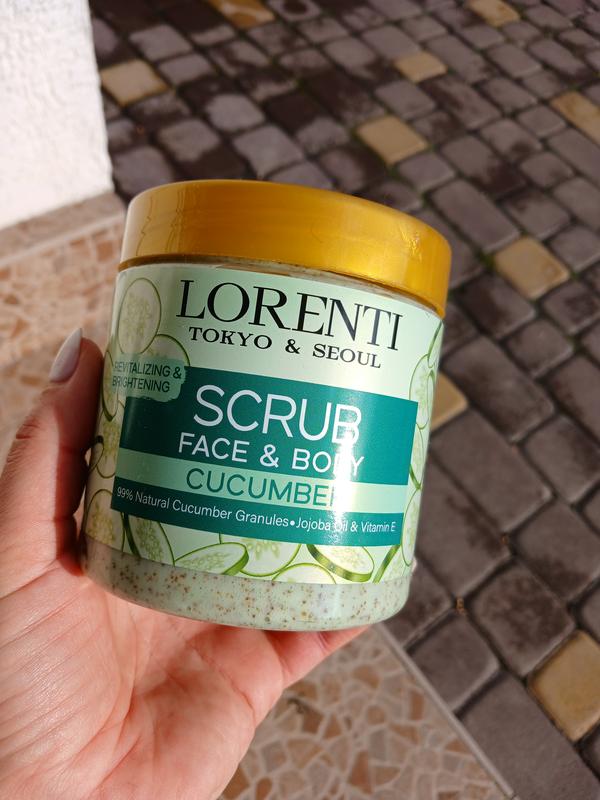 LORENTI
TOKYO & SEOUL
REVITALIZING &
BRIGHTENING
SCRUB
FACE & BODY
CUCUMBER
99% Natural Cucumber Granules•Jojoba Oil & Vitamin E